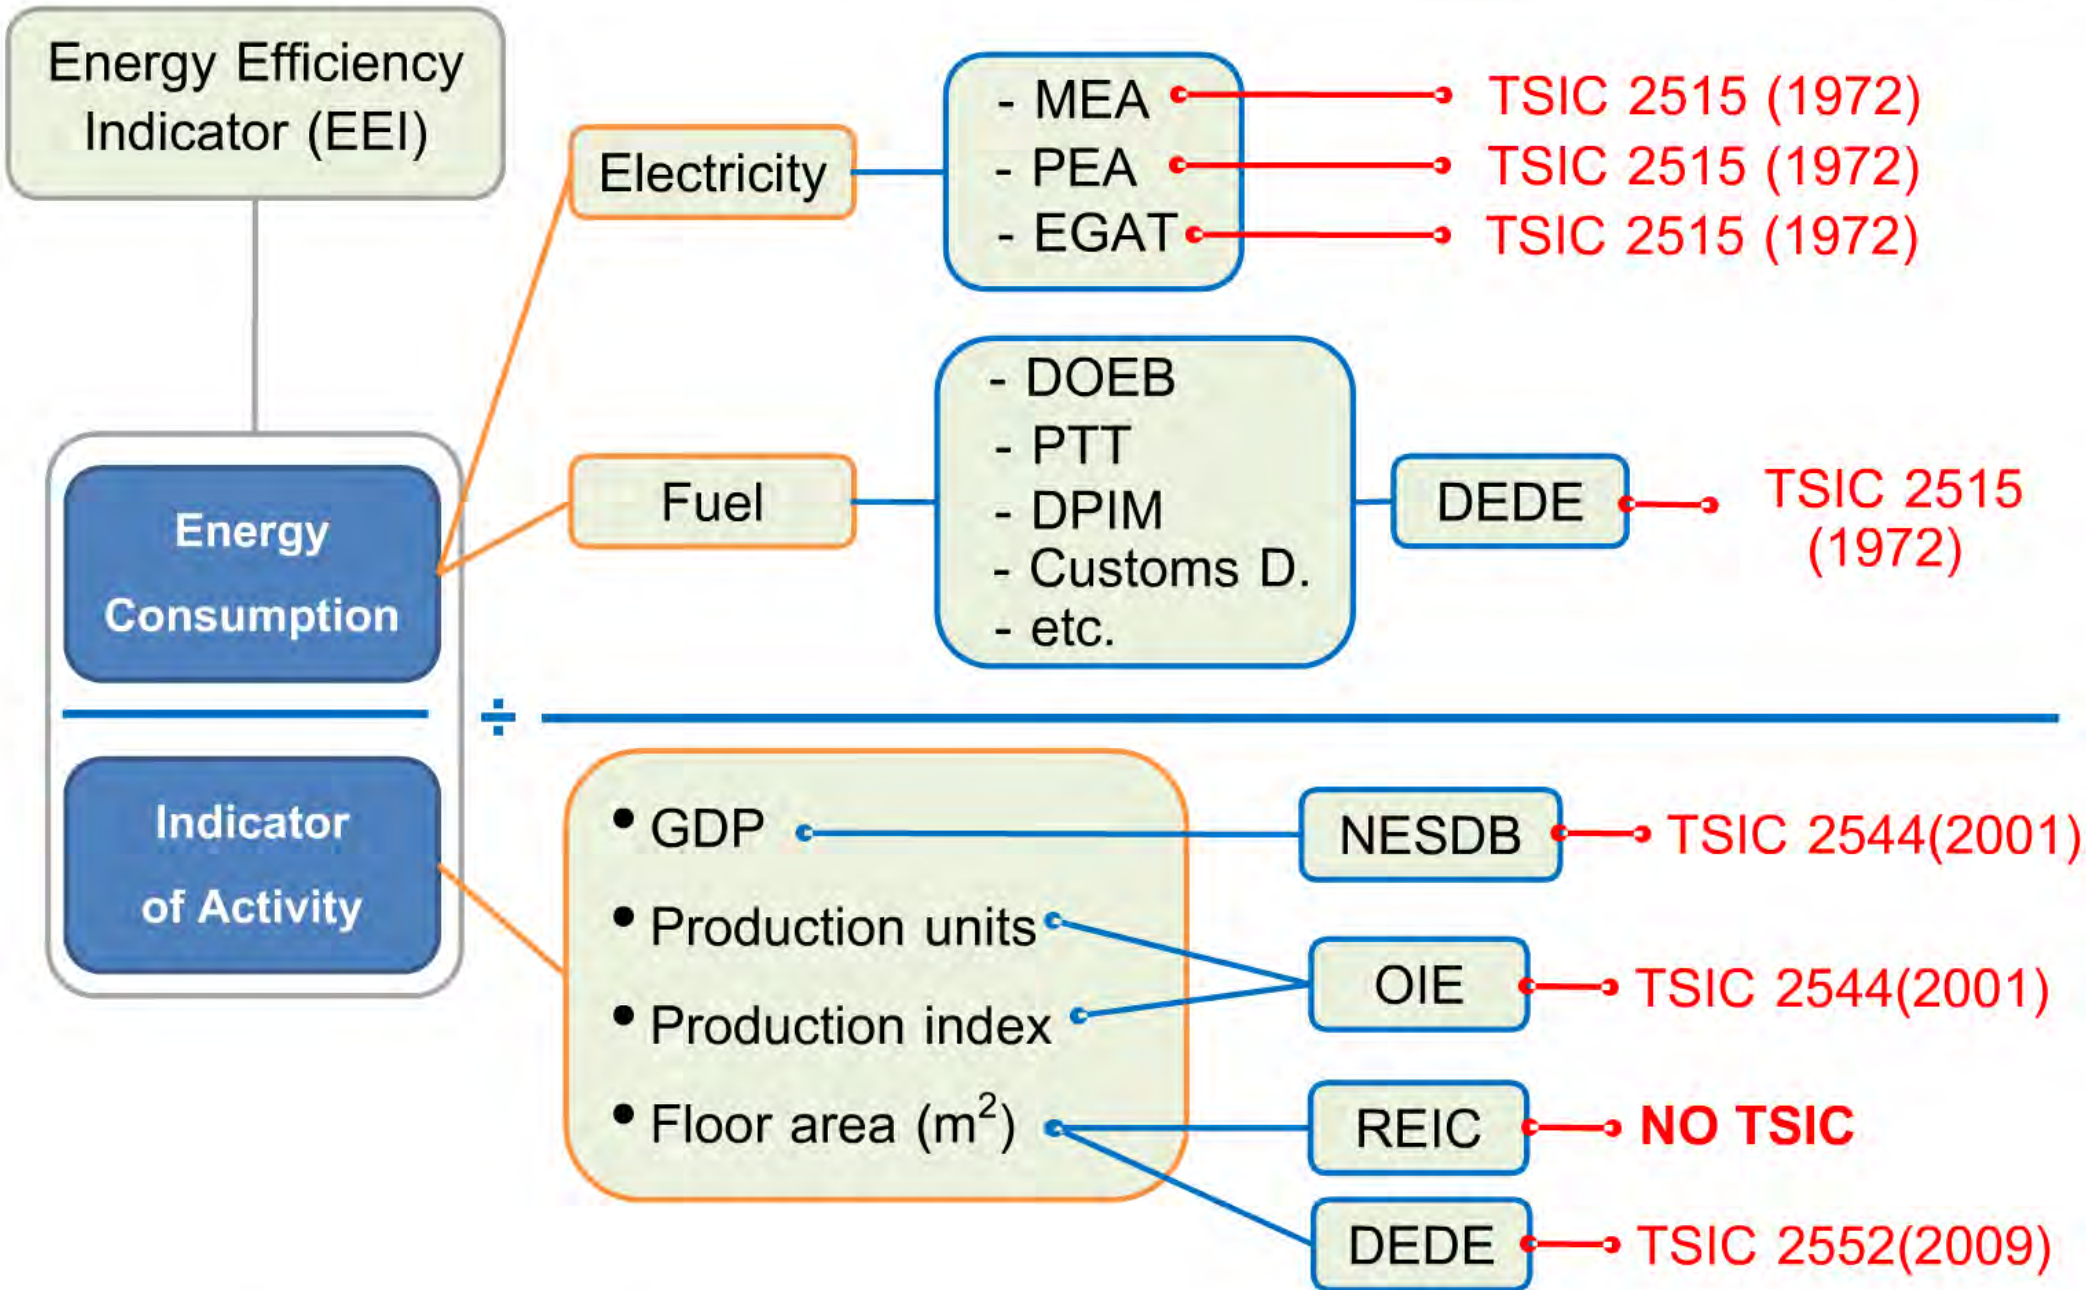 Energy Efficiency
Indicator (EEI)
Electricity
- MEA
TSIC 2515 (1972)
- PEA
TSIC 2515 (1972)
- EGAT
TSIC 2515 (1972)
Fuel
- DOEB
- PTT
- DPIM
- Customs D.
- etc.
DEDE
TSIC 2515
(1972)
Energy
Consumption
÷
Indicator
of Activity
• GDP
NESDB
TSIC 2544(2001)
• Production units
• Production index
OIE
TSIC 2544(2001)
• Floor area (m²)
REIC
NO TSIC
DEDE
TSIC 2552(2009)